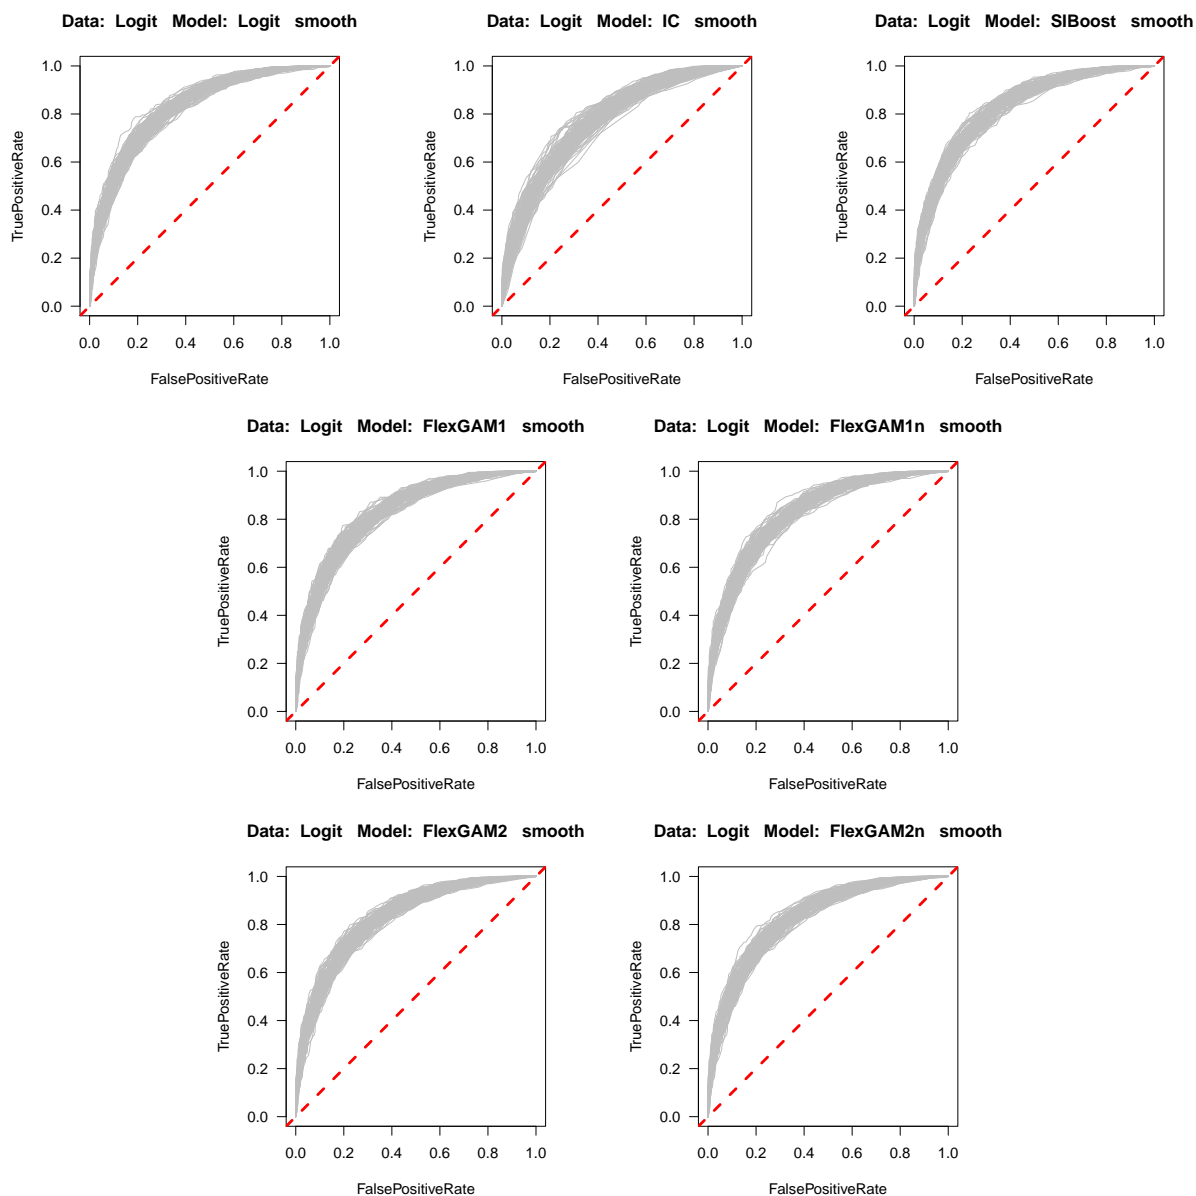 Data: Logit Model: Logit smooth
TruePositiveRate
1.0
0.8
0.6
0.4
0.2
0.0
0.0 0.2 0.4 0.6 0.8 1.0
FalsePositiveRate
Data: Logit Model: IC smooth
TruePositiveRate
1.0
0.8
0.6
0.4
0.2
0.0
0.0 0.2 0.4 0.6 0.8 1.0
FalsePositiveRate
Data: Logit Model: SIBoost smooth
TruePositiveRate
1.0
0.8
0.6
0.4
0.2
0.0
0.0 0.2 0.4 0.6 0.8 1.0
FalsePositiveRate
Data: Logit Model: FlexGAM1 smooth
TruePositiveRate
1.0
0.8
0.6
0.4
0.2
0.0
0.0 0.2 0.4 0.6 0.8 1.0
FalsePositiveRate
Data: Logit Model: FlexGAM1n smooth
TruePositiveRate
1.0
0.8
0.6
0.4
0.2
0.0
0.0 0.2 0.4 0.6 0.8 1.0
FalsePositiveRate
Data: Logit Model: FlexGAM2 smooth
TruePositiveRate
1.0
0.8
0.6
0.4
0.2
0.0
0.0 0.2 0.4 0.6 0.8 1.0
FalsePositiveRate
Data: Logit Model: FlexGAM2n smooth
TruePositiveRate
1.0
0.8
0.6
0.4
0.2
0.0
0.0 0.2 0.4 0.6 0.8 1.0
FalsePositiveRate